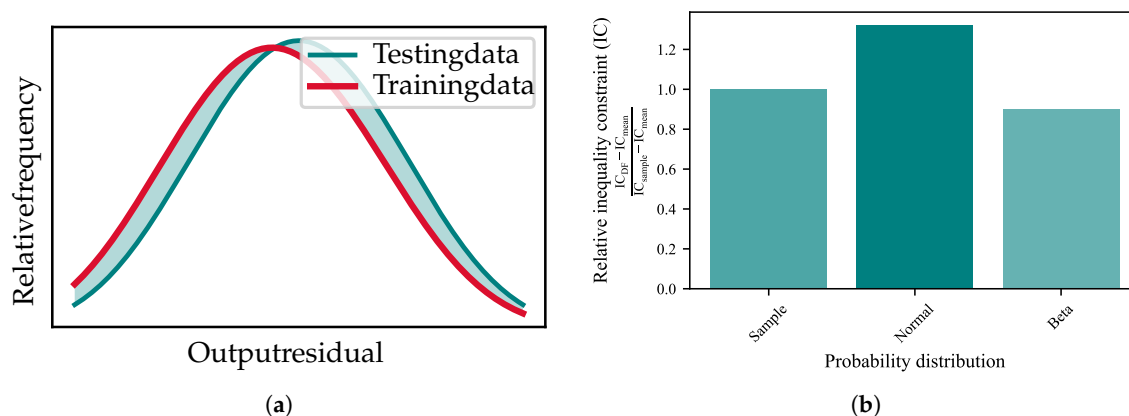 Relativefrequency
Testingdata
Trainingdata
Outputresidual
(a)
Relative inequality constraint (IC)
IC_DF − IC_mean
IC_sample − IC_mean
1.2
1.0
0.8
0.6
0.4
0.2
0.0
Sample
Normal
Beta
Probability distribution
(b)